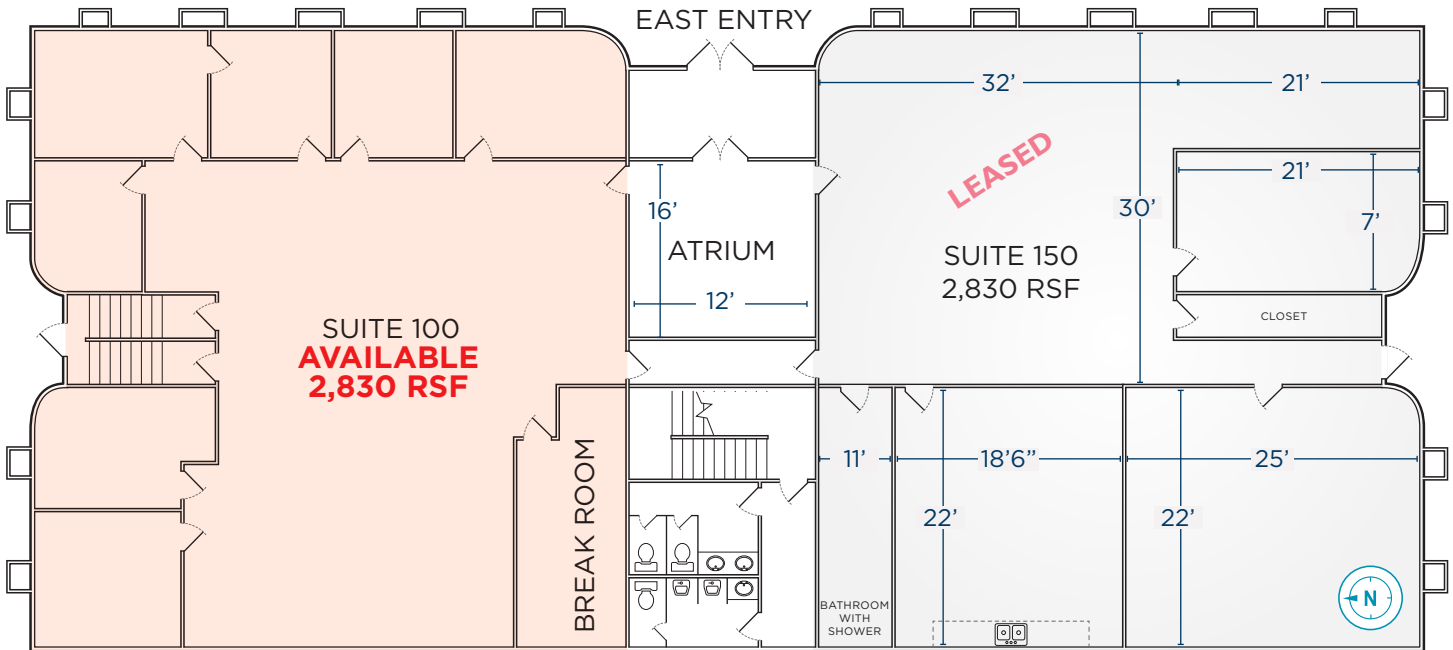 EAST ENTRY
32’
21’
LEASED
21’
16’
30’
7’
ATRIUM
SUITE 150
2,830 RSF
12’
CLOSET
SUITE 100
AVAILABLE
2,830 RSF
BREAK ROOM
11’
18’6”
25’
22’
22’
BATHROOM
WITH
SHOWER
N